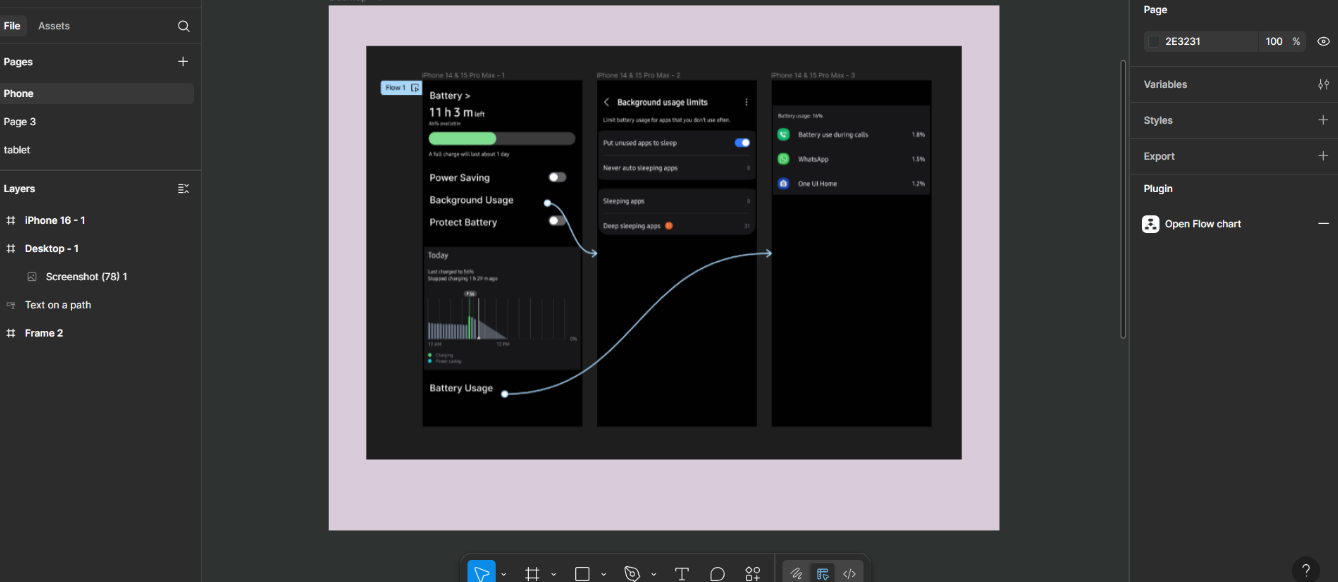 File
Assets
Pages
Phone
Page 3
tablet
Layers
iPhone 16 - 1
Desktop - 1
Screenshot (78) 1
Text on a path
Frame 2
iPhone 14 & 15 Pro Max - 1
Flow 1
Battery >
11 h 3 m left
A full charge will last about 1 day
Power Saving
Background Usage
Protect Battery
Today
Last charged to 56%
Stopped charging 1 h 29 m ago
12 AM
12 PM
0%
Charging
Power saving
Battery Usage
iPhone 14 & 15 Pro Max - 2
Background usage limits
Limit battery usage for apps that you don't use often.
Put unused apps to sleep
Never auto sleeping apps
Sleeping apps
Deep sleeping apps
iPhone 14 & 15 Pro Max - 3
Battery usage: 16%
Battery use during calls 1.8%
WhatsApp 1.5%
One UI Home 1.2%
Page
2E3231 100 %
Variables
Styles
Export
Plugin
Open Flow chart
?